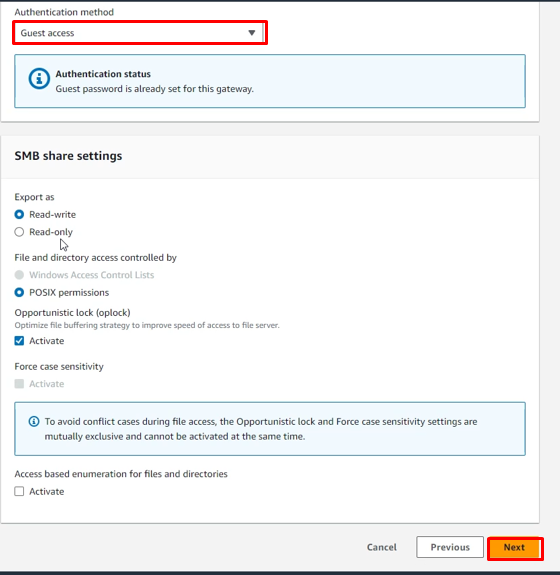 Authentication method
Guest access
Authentication status
Guest password is already set for this gateway.
SMB share settings
Export as
Read-write
Read-only
File and directory access controlled by
Windows Access Control Lists
POSIX permissions
Opportunistic lock (oplock)
Optimize file buffering strategy to improve speed of access to file server.
Activate
Force case sensitivity
Activate
To avoid conflict cases during file access, the Opportunistic lock and Force case sensitivity settings are
mutually exclusive and cannot be activated at the same time.
Access based enumeration for files and directories
Activate
Cancel Previous Next